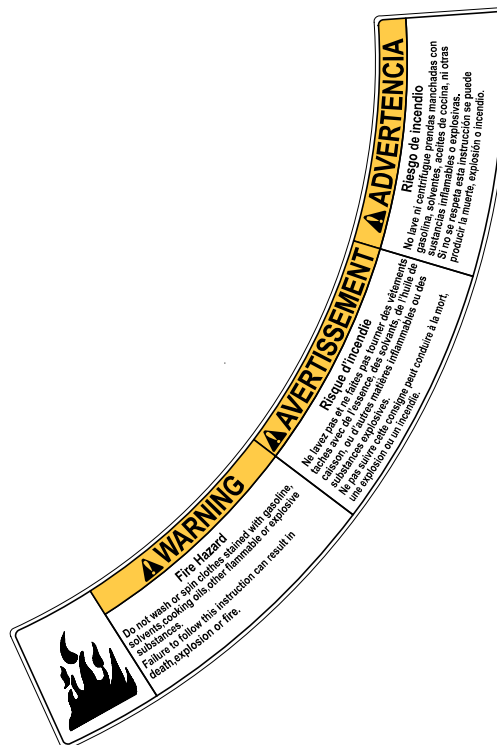 WARNING
Fire Hazard
Do not wash or spin clothes stained with gasoline,
solvents,cooking oils,other flammable or explosive
substances.
Failure to follow this instruction can result in
death,explosion or fire.
AVERTISSEMENT
Risque d'incendie
Ne lavez pas et ne faites pas tourner des vêtements
taches avec de l'essence, des solvants, de l'huile de
caisson, ou d'autres matières inflammables ou des
substances explosives.
Ne pas suivre cette consigne peut conduire à la mort,
une explosion ou un incendie.
ADVERTENCIA
Riesgo de incendio
No lave ni centrifugue prendas manchadas con
gasolina, solventes, aceites de cocina, ni otras
sustancias inflamables o explosivas.
Si no se respeta esta instrucción se puede
producir la muerte, explosión o incendio.